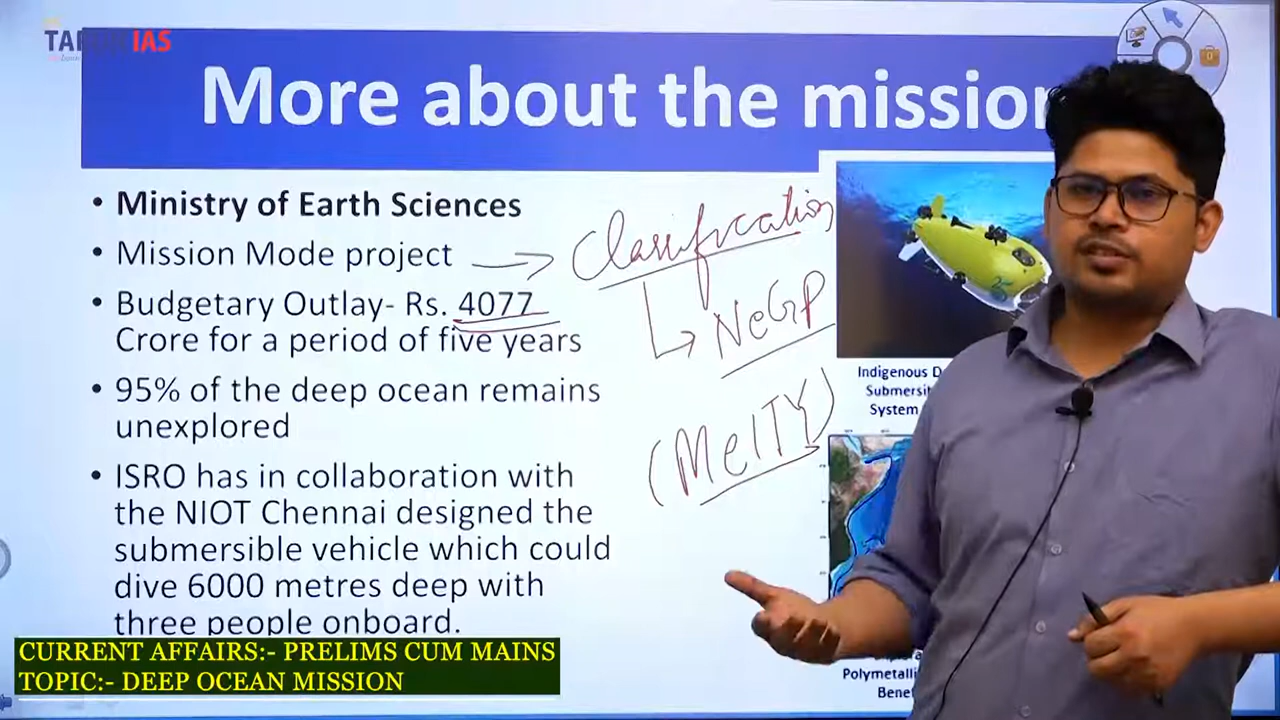 IAS
More about the mission
• Ministry of Earth Sciences
• Mission Mode project
Classification
• Budgetary Outlay- Rs. 4077
Crore for a period of five years
NeGP
• 95% of the deep ocean remains
unexplored
(MeITY)
• ISRO has in collaboration with
the NIOT Chennai designed the
submersible vehicle which could
dive 6000 metres deep with
three people onboard.
Indigenous
System
Polymetalli
CURRENT AFFAIRS:- PRELIMS CUM MAINS
TOPIC:- DEEP OCEAN MISSION